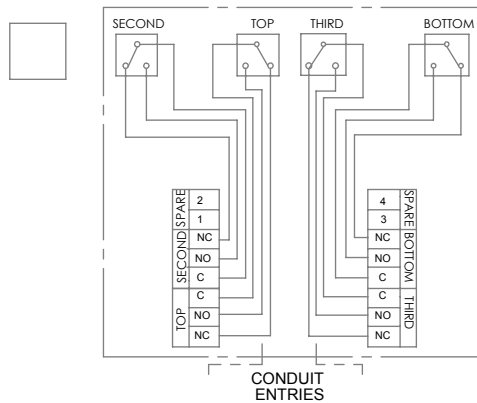 SECOND TOP THIRD BOTTOM
SPARE
2
1
SECOND
NC
NO
C
TOP
C
NO
NC
4
3
SPARE
NC
NO
C
BOTTOM
C
NO
NC
THIRD
CONDUIT
ENTRIES